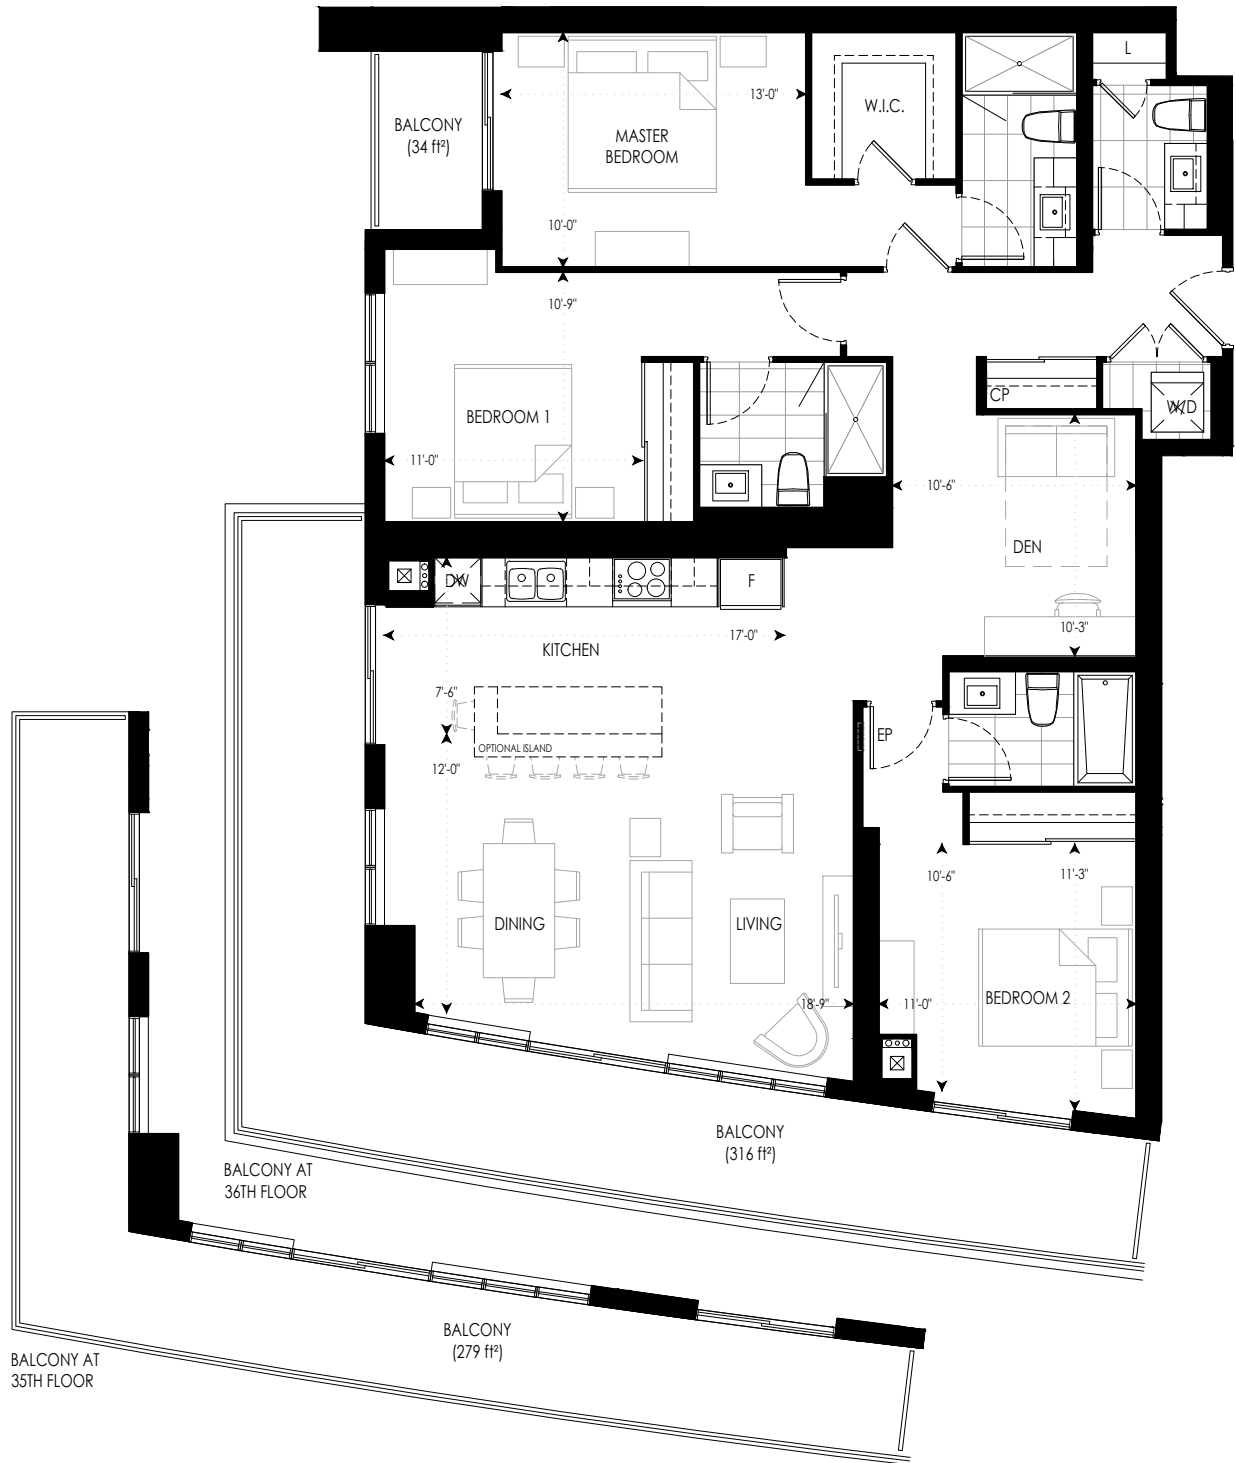 L
13'-0"
W.I.C.
BALCONY
(34 ft²)
MASTER
BEDROOM
10'-0"
10'-9"
CP
W/D
BEDROOM 1
11'-0"
10'-6"
DEN
DW
F
10'-3"
17'-0"
KITCHEN
7'-6"
EP
OPTIONAL ISLAND
12'-0"
10'-6"
11'-3"
DINING
LIVING
BEDROOM 2
18'-9"
11'-0"
BALCONY
(316 ft²)
BALCONY AT
36TH FLOOR
BALCONY
(279 ft²)
BALCONY AT
35TH FLOOR